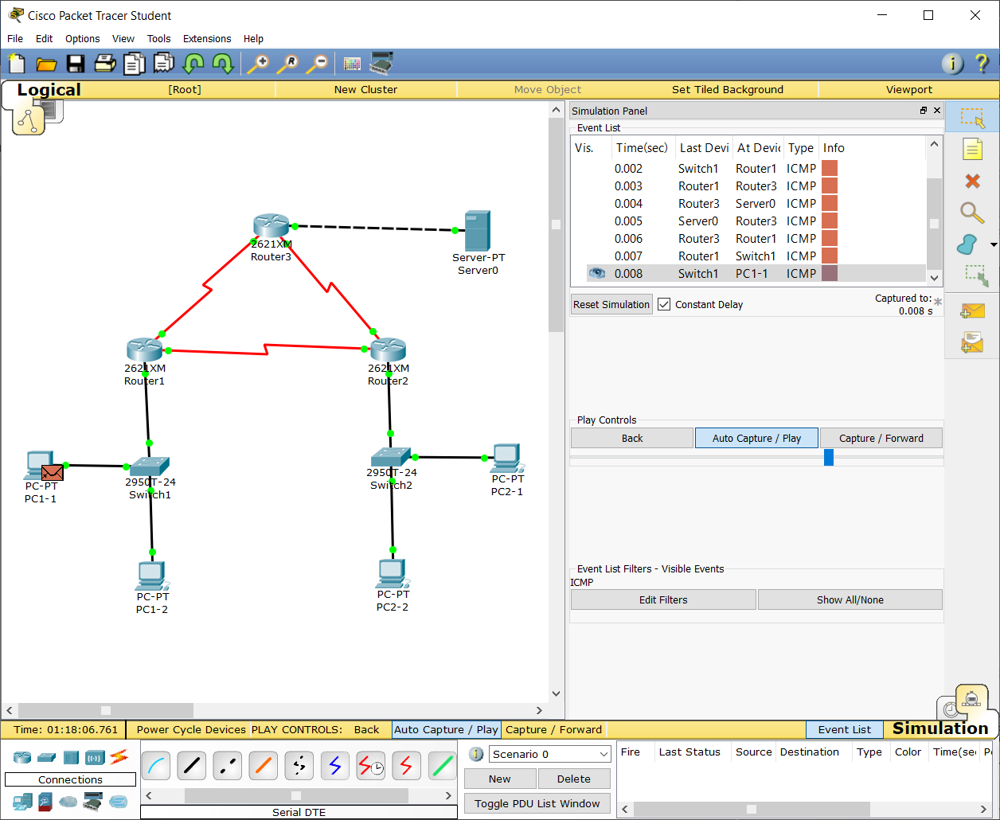 Cisco Packet Tracer Student
File Edit Options View Tools Extensions Help
Logical [Root] New Cluster Move Object Set Tiled Background Viewport
2621XM
Router3
Server-PT
Server0
2621XM
Router1
2621XM
Router2
PC-PT
PC1-1
2950T-24
Switch1
2950T-24
Switch2
PC-PT
PC2-1
PC-PT
PC1-2
PC-PT
PC2-2
Simulation Panel
Event List
Vis. Time(sec) Last Devi At Devic Type Info
0.002 Switch1 Router1 ICMP
0.003 Router1 Router3 ICMP
0.004 Router3 Server0 ICMP
0.005 Server0 Router3 ICMP
0.006 Router3 Router1 ICMP
0.007 Router1 Switch1 ICMP
0.008 Switch1 PC1-1 ICMP
Reset Simulation Constant Delay Captured to: *
0.008 s
Play Controls
Back Auto Capture / Play Capture / Forward
Event List Filters - Visible Events
ICMP
Edit Filters Show All/None
Time: 01:18:06.761 Power Cycle Devices PLAY CONTROLS: Back Auto Capture / Play Capture / Forward Event List Simulation
Connections
Serial DTE
Scenario 0
New Delete
Toggle PDU List Window
Fire Last Status Source Destination Type Color Time(sec Pe